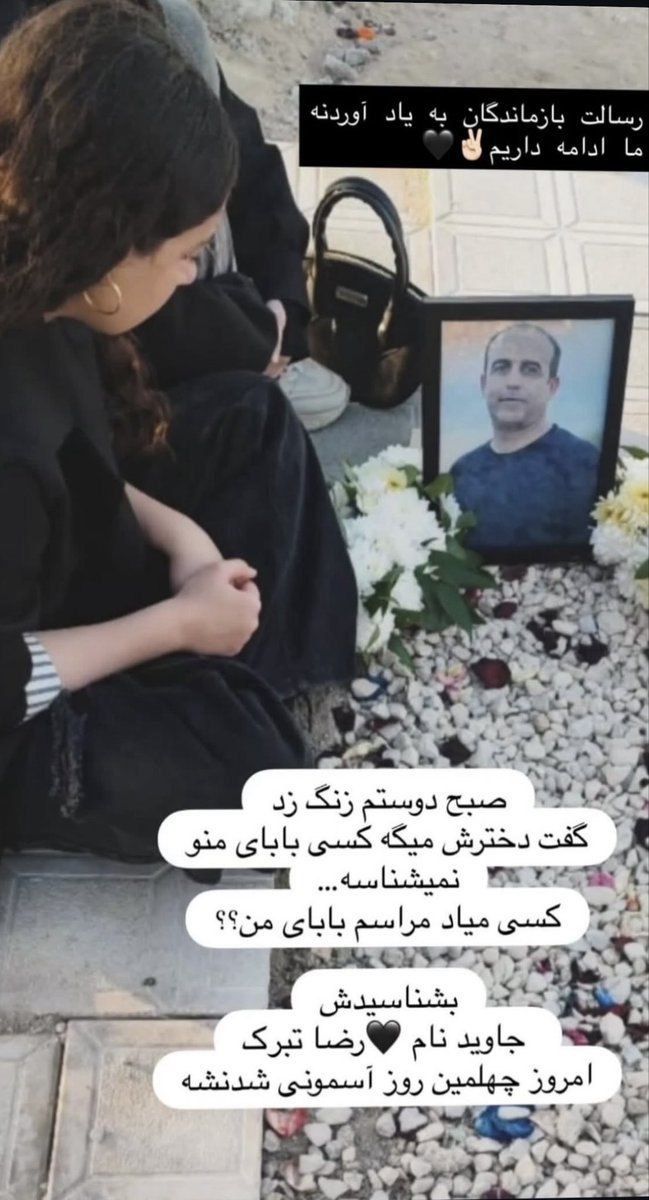 رسالت بازماندگان به یاد آوردنه
ما ادامه داریم✌🏻🖤
صبح دوستم زنگ زد
گفت دخترش میگه کسی بابای منو
نمیشناسه...
کسی میاد مراسم بابای من؟؟
بشناسیدش
جاوید نام 🖤رضا تبرک
امروز چهلمین روز آسمونی شدنشه